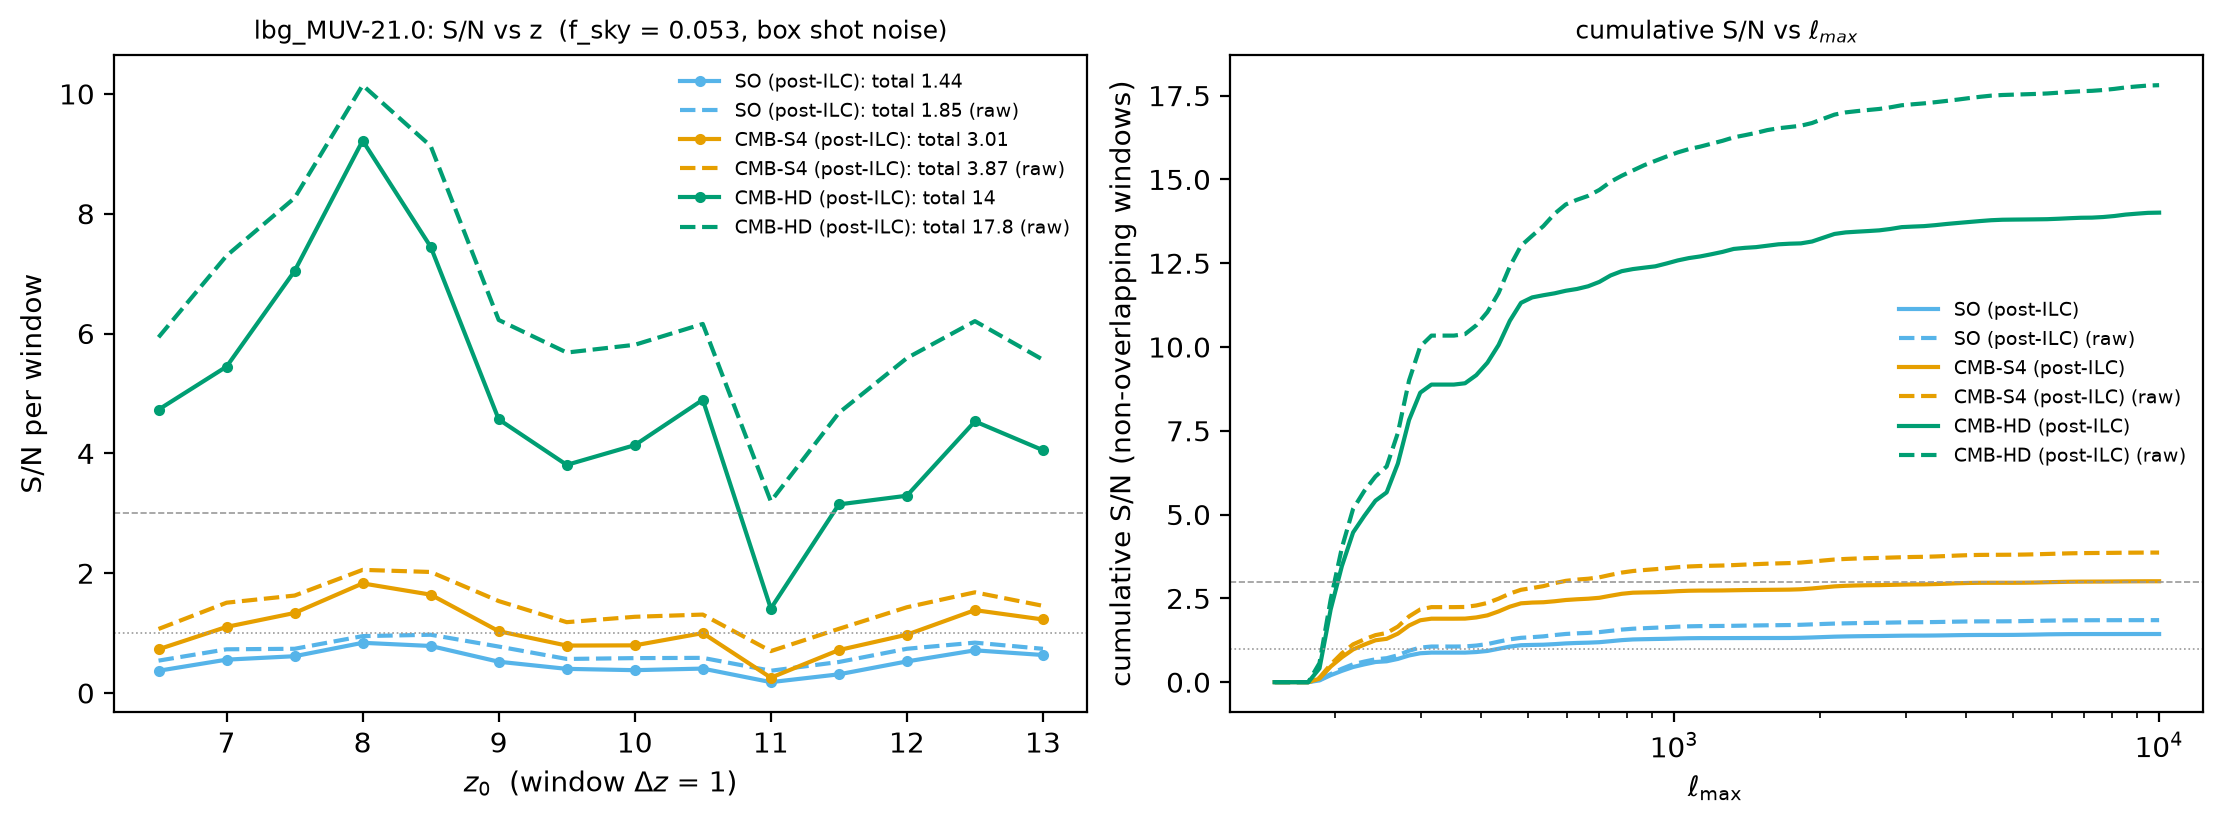 lbg_MUV-21.0: S/N vs z (f_sky = 0.053, box shot noise)
SO (post-ILC): total 1.44
SO (post-ILC): total 1.85 (raw)
CMB-S4 (post-ILC): total 3.01
CMB-S4 (post-ILC): total 3.87 (raw)
CMB-HD (post-ILC): total 14
CMB-HD (post-ILC): total 17.8 (raw)
S/N per window
10
8
6
4
2
0
7 8 9 10 11 12 13
z₀ (window Δz = 1)
cumulative S/N vs ℓₘₐₓ
cumulative S/N (non-overlapping windows)
17.5
15.0
12.5
10.0
7.5
5.0
2.5
0.0
SO (post-ILC)
SO (post-ILC) (raw)
CMB-S4 (post-ILC)
CMB-S4 (post-ILC) (raw)
CMB-HD (post-ILC)
CMB-HD (post-ILC) (raw)
10³ 10⁴
ℓₘₐₓ